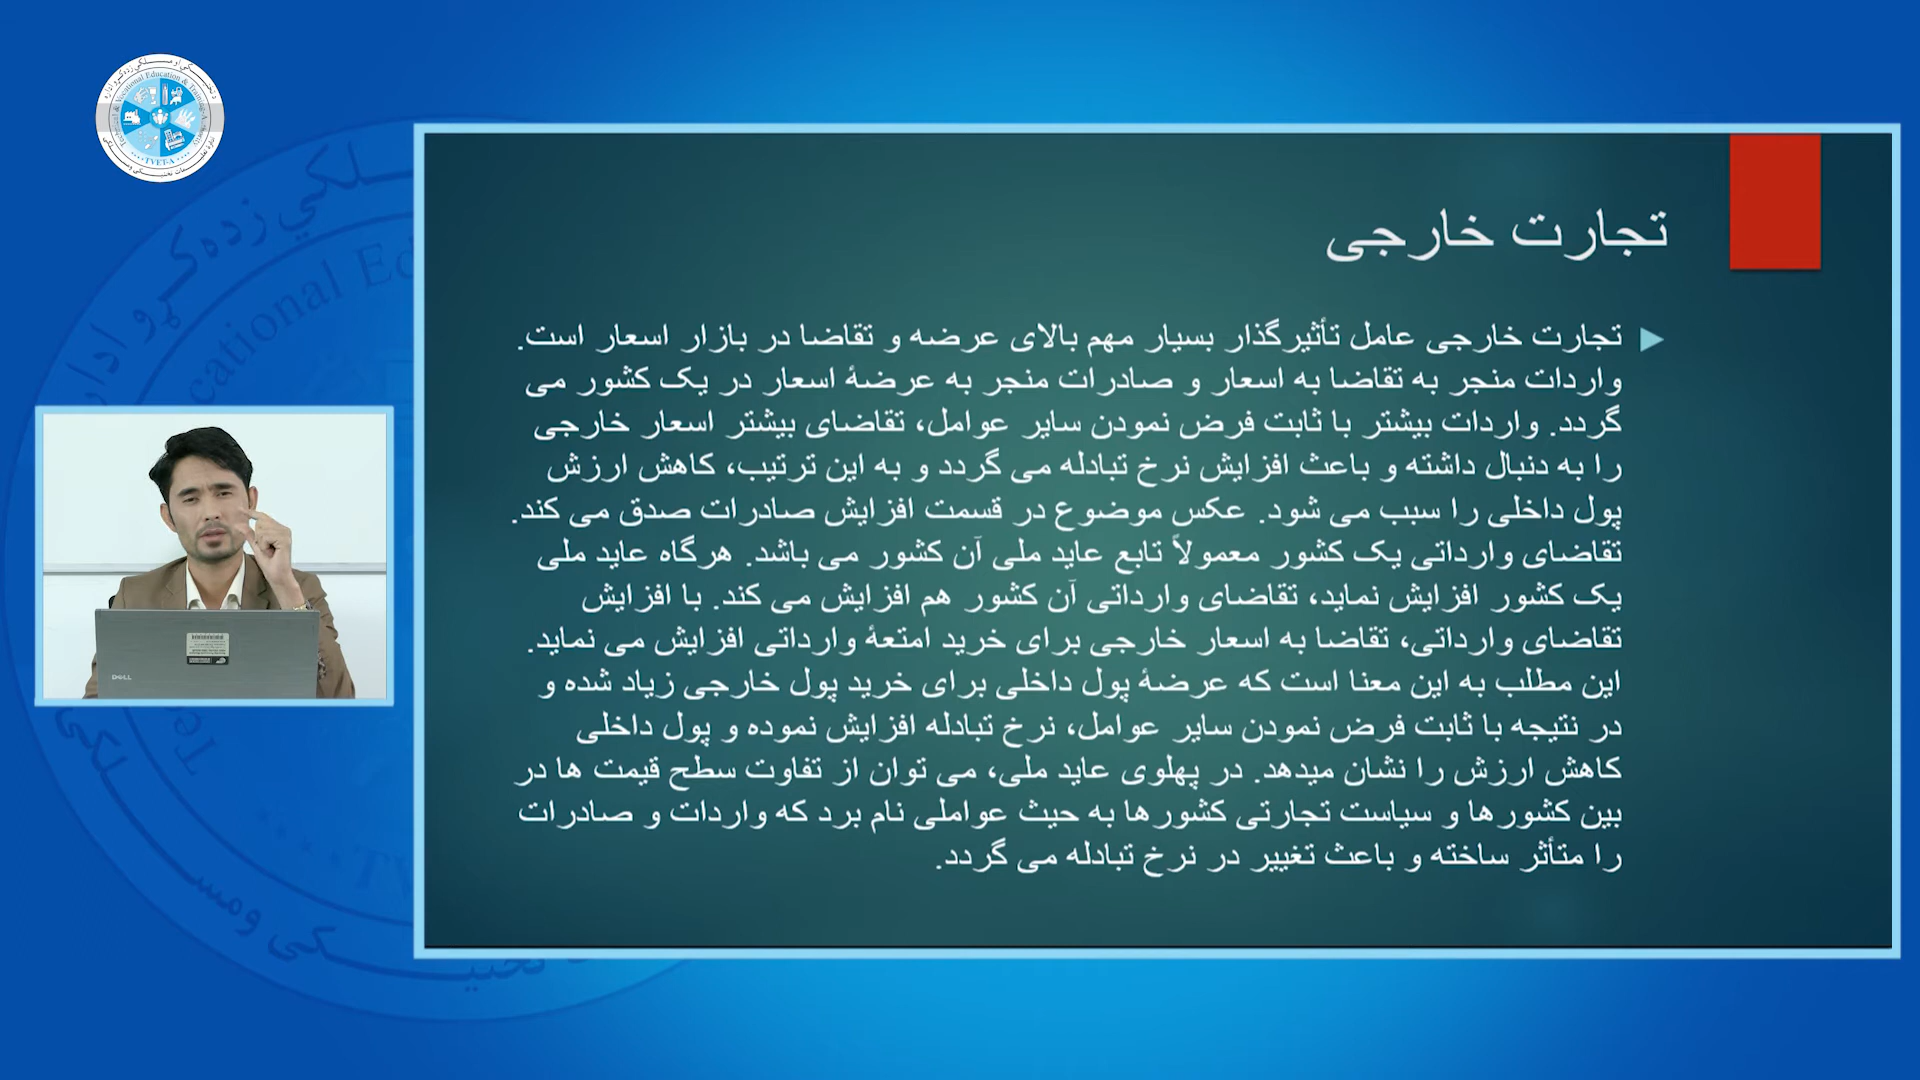 تجارت خارجی
تجارت خارجی عامل تأثیرگذار بسیار مهم بالای عرضه و تقاضا در بازار اسعار است.
واردات منجر به تقاضا به اسعار و صادرات منجر به عرضۀ اسعار در یک کشور می
گردد. واردات بیشتر با ثابت فرض نمودن سایر عوامل، تقاضای بیشتر اسعار خارجی
را به دنبال داشته و باعث افزایش نرخ تبادله می گردد و به این ترتیب، کاهش ارزش
پول داخلی را سبب می شود. عکس موضوع در قسمت افزایش صادرات صدق می کند.
تقاضای وارداتی یک کشور معمولاً تابع عاید ملی آن کشور می باشد. هرگاه عاید ملی
یک کشور افزایش نماید، تقاضای وارداتی آن کشور هم افزایش می کند. با افزایش
تقاضای وارداتی، تقاضا به اسعار خارجی برای خرید امتعۀ وارداتی افزایش می نماید.
این مطلب به این معنا است که عرضۀ پول داخلی برای خرید پول خارجی زیاد شده و
در نتیجه با ثابت فرض نمودن سایر عوامل، نرخ تبادله افزایش نموده و پول داخلی
کاهش ارزش را نشان میدهد. در پهلوی عاید ملی، می توان از تفاوت سطح قیمت ها در
بین کشورها و سیاست تجارتی کشورها به حیث عواملی نام برد که واردات و صادرات
را متأثر ساخته و باعث تغییر در نرخ تبادله می گردد.
Technical & Vocational Education & Training
TVET-A
DELL